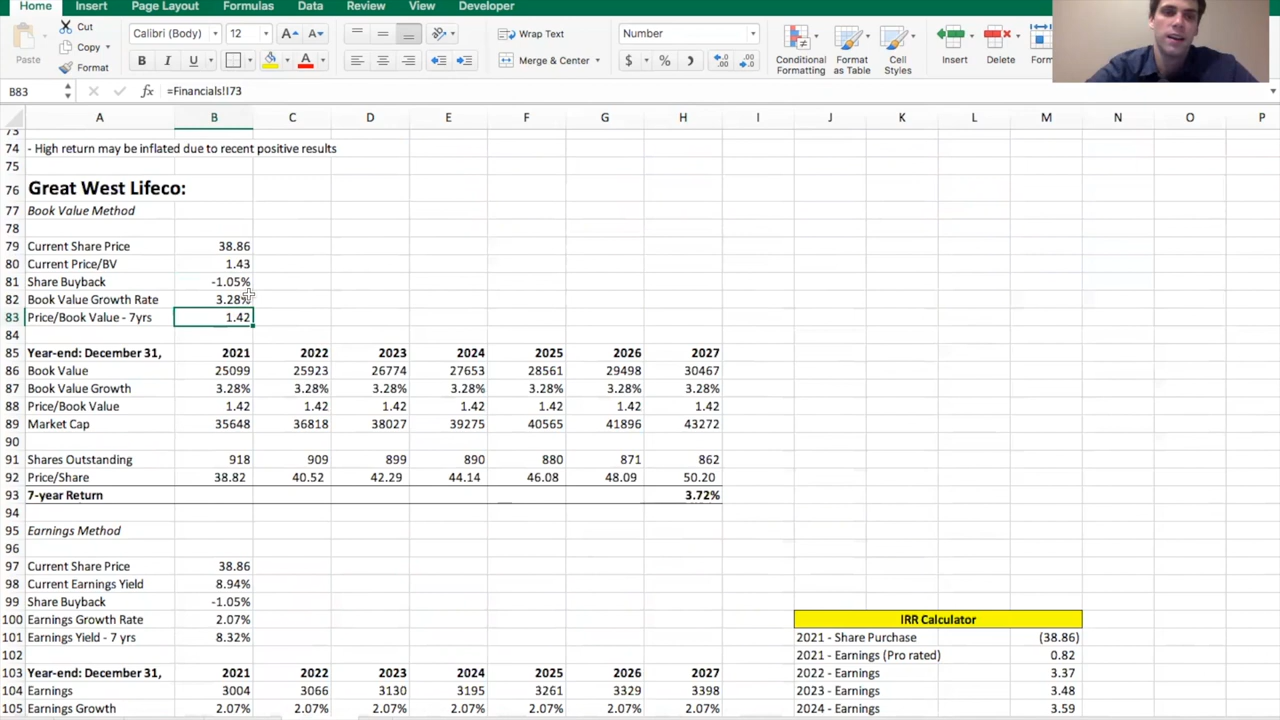 Home Insert Page Layout Formulas Data Review View Developer
Cut Calibri (Body) 12 A A Wrap Text Number
Copy
Paste Format B I U A Merge & Center $ % Conditional Formatting Format as Table Cell Styles Insert Delete Form
B83 fx =Financials!I73
A B C D E F G H I J K L M N O P
73
74 - High return may be inflated due to recent positive results
75
76 Great West Lifeco:
77 Book Value Method
78
79 Current Share Price 38.86
80 Current Price/BV 1.43
81 Share Buyback -1.05%
82 Book Value Growth Rate 3.28%
83 Price/Book Value - 7yrs 1.42
84
85 Year-end: December 31, 2021 2022 2023 2024 2025 2026 2027
86 Book Value 25099 25923 26774 27653 28561 29498 30467
87 Book Value Growth 3.28% 3.28% 3.28% 3.28% 3.28% 3.28% 3.28%
88 Price/Book Value 1.42 1.42 1.42 1.42 1.42 1.42 1.42
89 Market Cap 35648 36818 38027 39275 40565 41896 43272
90
91 Shares Outstanding 918 909 899 890 880 871 862
92 Price/Share 38.82 40.52 42.29 44.14 46.08 48.09 50.20
93 7-year Return 3.72%
94
95 Earnings Method
96
97 Current Share Price 38.86
98 Current Earnings Yield 8.94%
99 Share Buyback -1.05%
100 Earnings Growth Rate 2.07% IRR Calculator
101 Earnings Yield - 7 yrs 8.32% 2021 - Share Purchase (38.86)
102 2021 - Earnings (Pro rated) 0.82
103 Year-end: December 31, 2021 2022 2023 2024 2025 2026 2027 2022 - Earnings 3.37
104 Earnings 3004 3066 3130 3195 3261 3329 3398 2023 - Earnings 3.48
105 Earnings Growth 2.07% 2.07% 2.07% 2.07% 2.07% 2.07% 2.07% 2024 - Earnings 3.59